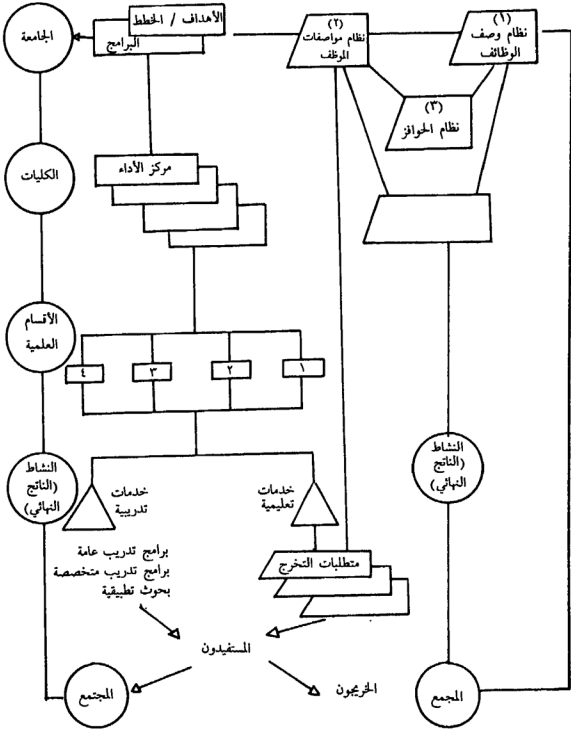 (١)
نظام وصف
الوظائف
(٢)
نظام مواصفات
الموظف
الأهداف / الخطط
البرامج
الجامعة
(٣)
نظام الحوافز
مركز الأداء
الكليات
الأقسام
العلمية
١
٢
٣
٤
النشاط
(الناتج
النهائي)
خدمات
تعليمية
خدمات
تدريبية
النشاط
(الناتج
النهائي)
متطلبات التخرج
برامج تدريب عامة
برامج تدريب متخصصة
بحوث تطبيقية
المستفيدون
المجمع
الخريجون
المجتمع